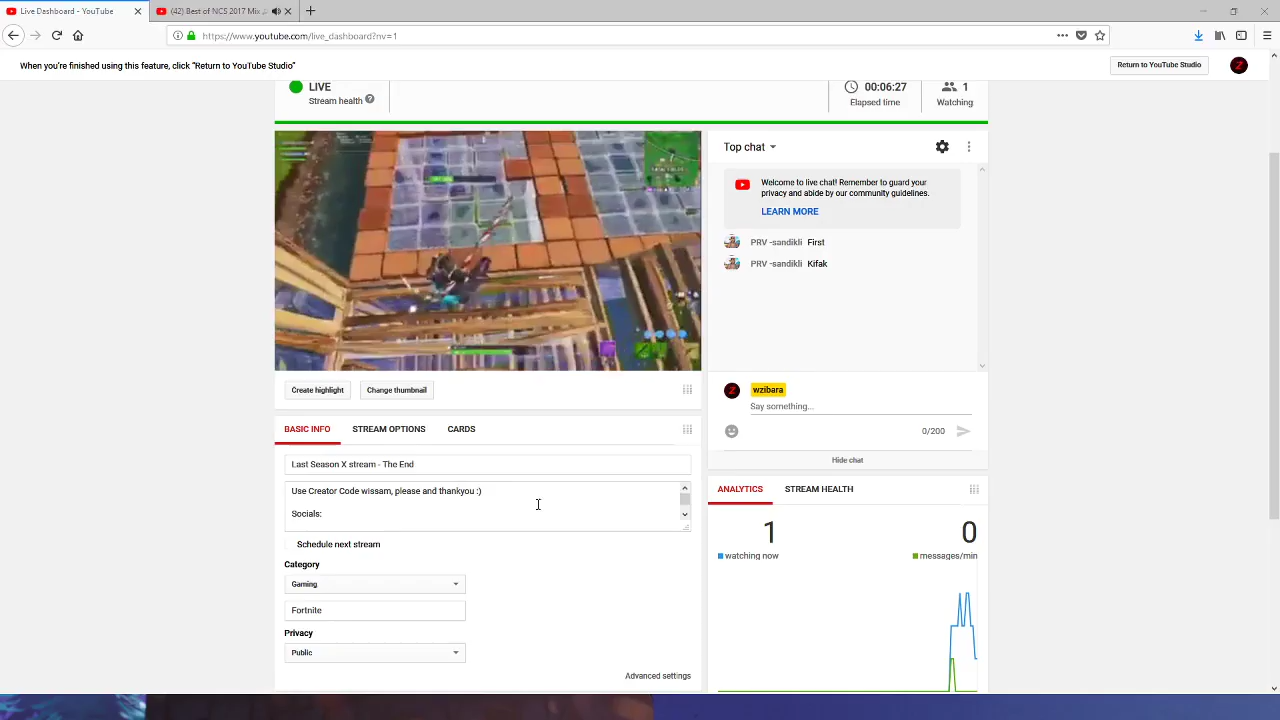 Live Dashboard - YouTube
(42) Best of NCS 2017 Mix
https://www.youtube.com/live_dashboard?nv=1
When you're finished using this feature, click "Return to YouTube Studio"
Return to YouTube Studio
LIVE
Stream health
00:06:27
Elapsed time
1
Watching
Top chat
Welcome to live chat! Remember to guard your
privacy and abide by our community guidelines.
LEARN MORE
PRV -sandikli First
PRV -sandikli Kifak
Create highlight
Change thumbnail
wzibara
Say something...
0/200
Hide chat
BASIC INFO
STREAM OPTIONS
CARDS
Last Season X stream - The End
Use Creator Code wissam, please and thankyou :)
Socials:
Schedule next stream
Category
Gaming
Fortnite
Privacy
Public
Advanced settings
ANALYTICS
STREAM HEALTH
1
watching now
0
messages/min